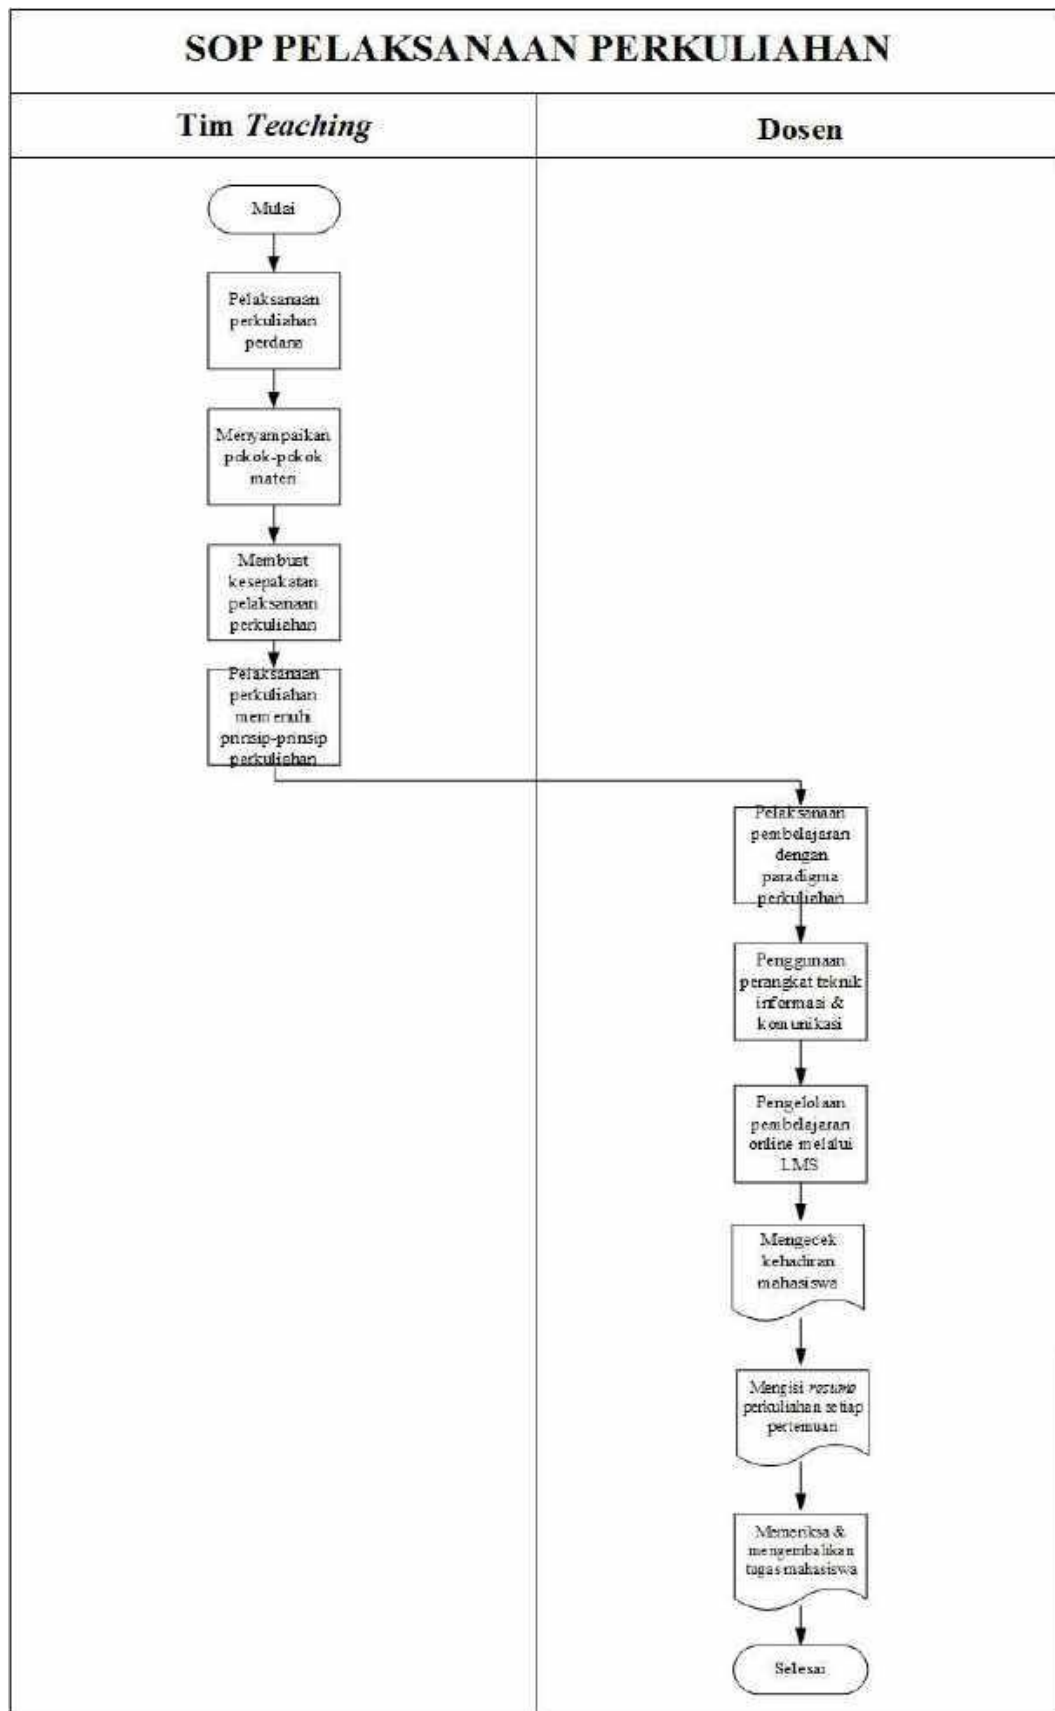 SOP PELAKSANAAN PERKULIAHAN
Tim Teaching
Dosen
Mulai
Pelaksanaan
perkuliahan
perdana
Menyampaikan
pokok-pokok
materi
Membuat
kesepakatan
pelaksanaan
perkuliahan
Pelaksanaan
perkuliahan
memenuhi
prinsip-prinsip
perkuliahan
Pelaksanaan
pembelajaran
dengan
paradigma
perkuliahan
Penggunaan
perangkat teknik
informasi &
komunikasi
Pengelolaan
pembelajaran
online melalui
LMS
Mengecek
kehadiran
mahasiswa
Mengisi resume
perkuliahan setiap
pertemuan
Memeriksa &
mengembalikan
tugas mahasiswa
Selesai